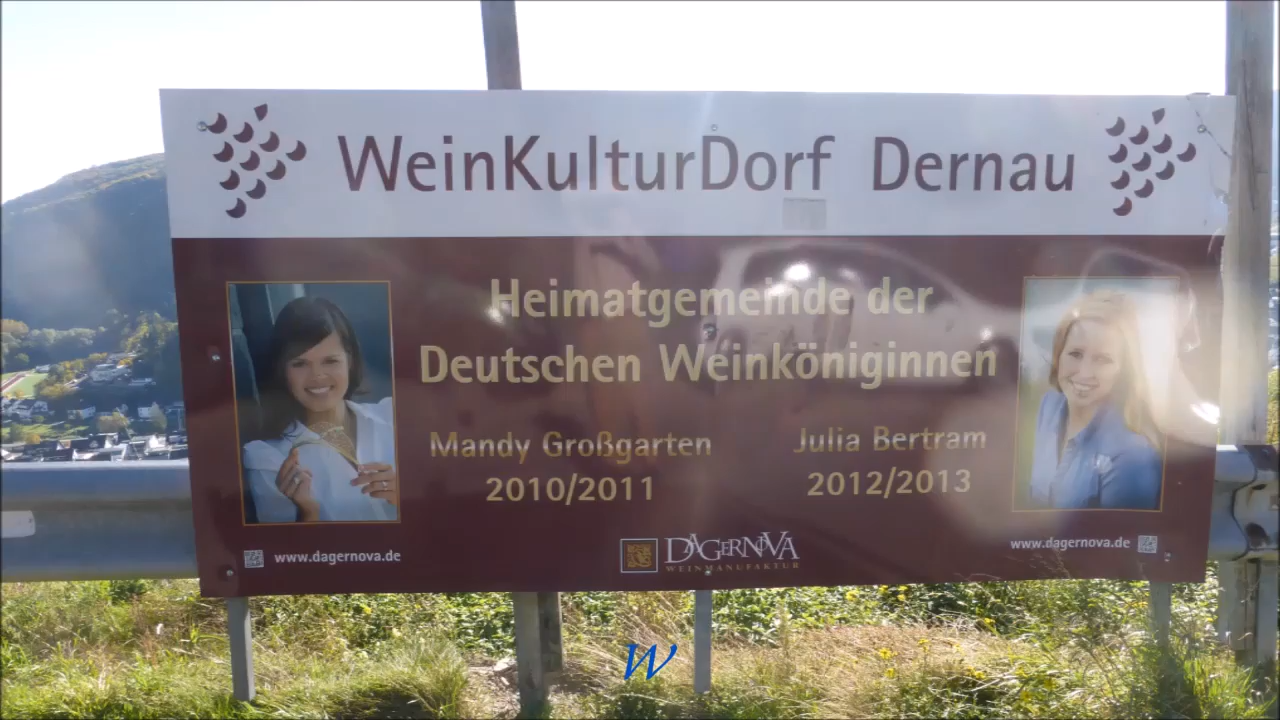 WeinKulturDorf Dernau
Heimatgemeinde der
Deutschen Weinköniginnen
Mandy Großgarten
2010/2011
Julia Bertram
2012/2013
www.dagernova.de
DAGERNOVA
WEINMANUFAKTUR
www.dagernova.de
W